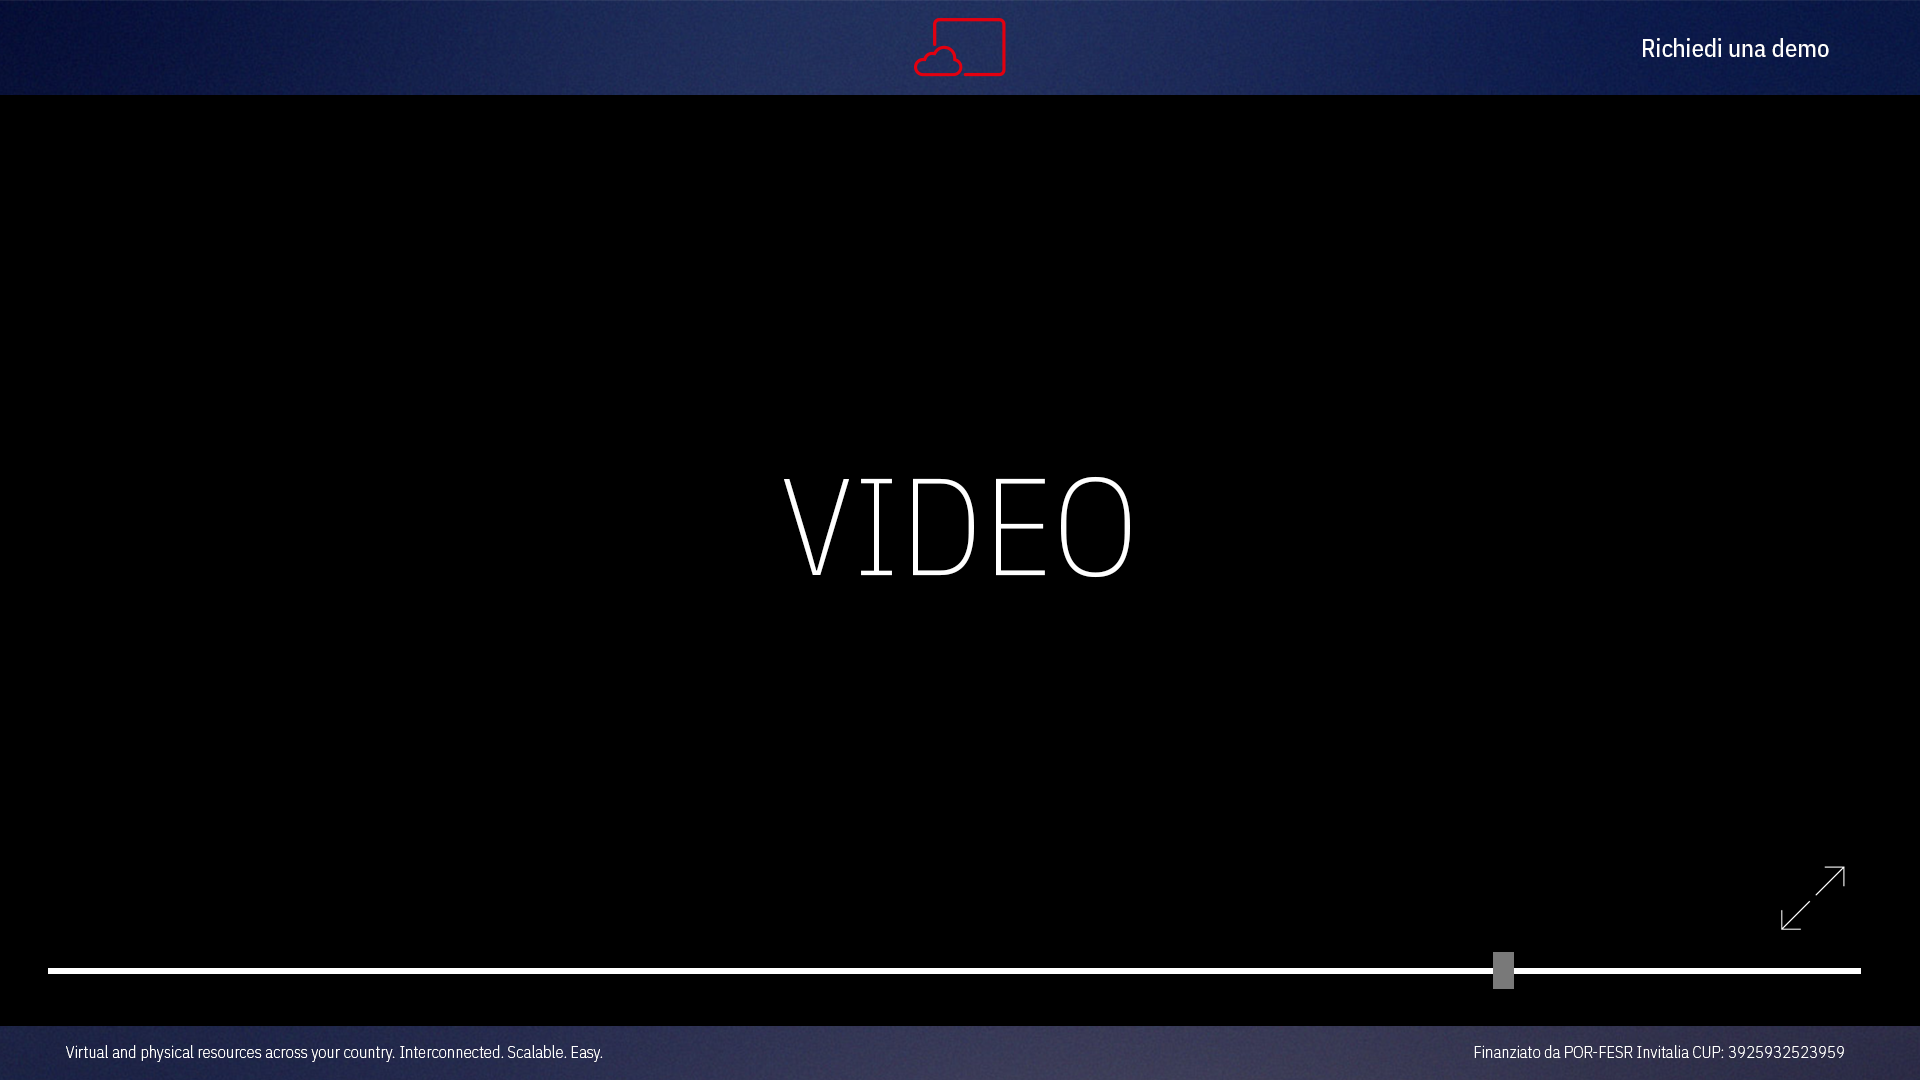 Richiedi una demo
VIDEO
Virtual and physical resources across your country. Interconnected. Scalable. Easy.
Finanziato da POR-FESR Invitalia CUP: 3925932523959